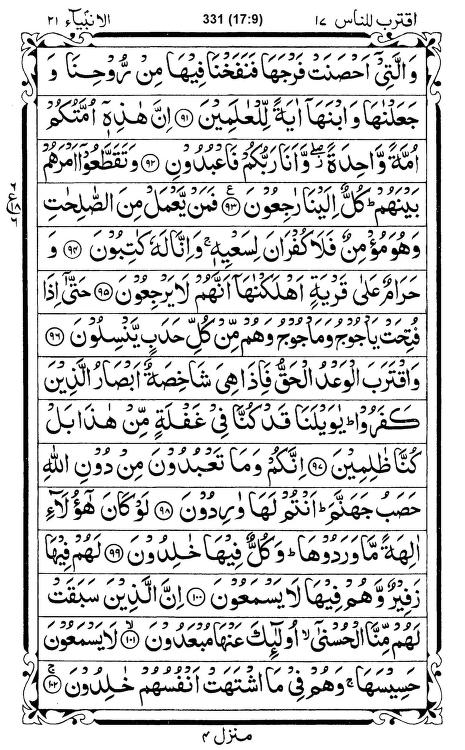 اقترب للناس ١٧ 331 (17:9) الانبیآء ٢١
وَالَّتِىْٓ اَحْصَنَتْ فَرْجَهَا فَنَفَخْنَا فِيْهَا مِنْ رُّوْحِنَا وَ
جَعَلْنٰهَا وَابْنَهَآ اٰيَةً لِّلْعٰلَمِيْنَ ۝٩١ اِنَّ هٰذِهٖٓ اُمَّتُكُمْ
اُمَّةً وَّاحِدَةً ۖ وَّاَنَا رَبُّكُمْ فَاعْبُدُوْنِ ۝٩٢ وَتَقَطَّعُوْٓا اَمْرَهُمْ
بَيْنَهُمْ ؕ كُلٌّ اِلَيْنَا رٰجِعُوْنَ ۝٩٣ ع فَمَنْ يَّعْمَلْ مِنَ الصّٰلِحٰتِ
وَهُوَ مُؤْمِنٌ فَلَا كُفْرَانَ لِسَعْيِهٖ ۚ وَاِنَّا لَهٗ كٰتِبُوْنَ ۝٩٤ وَ
حَرٰمٌ عَلٰى قَرْيَةٍ اَهْلَكْنٰهَآ اَنَّهُمْ لَا يَرْجِعُوْنَ ۝٩٥ حَتّٰٓى اِذَا
فُتِحَتْ يَاْجُوْجُ وَمَاْجُوْجُ وَهُمْ مِّنْ كُلِّ حَدَبٍ يَّنْسِلُوْنَ ۝٩٦
وَاقْتَرَبَ الْوَعْدُ الْحَقُّ فَاِذَا هِىَ شَاخِصَةٌ اَبْصَارُ الَّذِيْنَ
كَفَرُوْا ؕ يٰوَيْلَنَا قَدْ كُنَّا فِىْ غَفْلَةٍ مِّنْ هٰذَا بَلْ
كُنَّا ظٰلِمِيْنَ ۝٩٧ اِنَّكُمْ وَمَا تَعْبُدُوْنَ مِنْ دُوْنِ اللّٰهِ
حَصَبُ جَهَنَّمَ ؕ اَنْتُمْ لَهَا وٰرِدُوْنَ ۝٩٨ لَوْ كَانَ هٰٓؤُلَآءِ
اٰلِهَةً مَّا وَرَدُوْهَا ؕ وَكُلٌّ فِيْهَا خٰلِدُوْنَ ۝٩٩ لَهُمْ فِيْهَا
زَفِيْرٌ وَّهُمْ فِيْهَا لَا يَسْمَعُوْنَ ۝١٠٠ اِنَّ الَّذِيْنَ سَبَقَتْ
لَهُمْ مِّنَّا الْحُسْنٰٓى ۙ اُولٰٓئِكَ عَنْهَا مُبْعَدُوْنَ ۝١٠١ ۙ لَا يَسْمَعُوْنَ
حَسِيْسَهَا ۚ وَهُمْ فِىْ مَا اشْتَهَتْ اَنْفُسُهُمْ خٰلِدُوْنَ ۝١٠٢ ۚ
منزل ۴